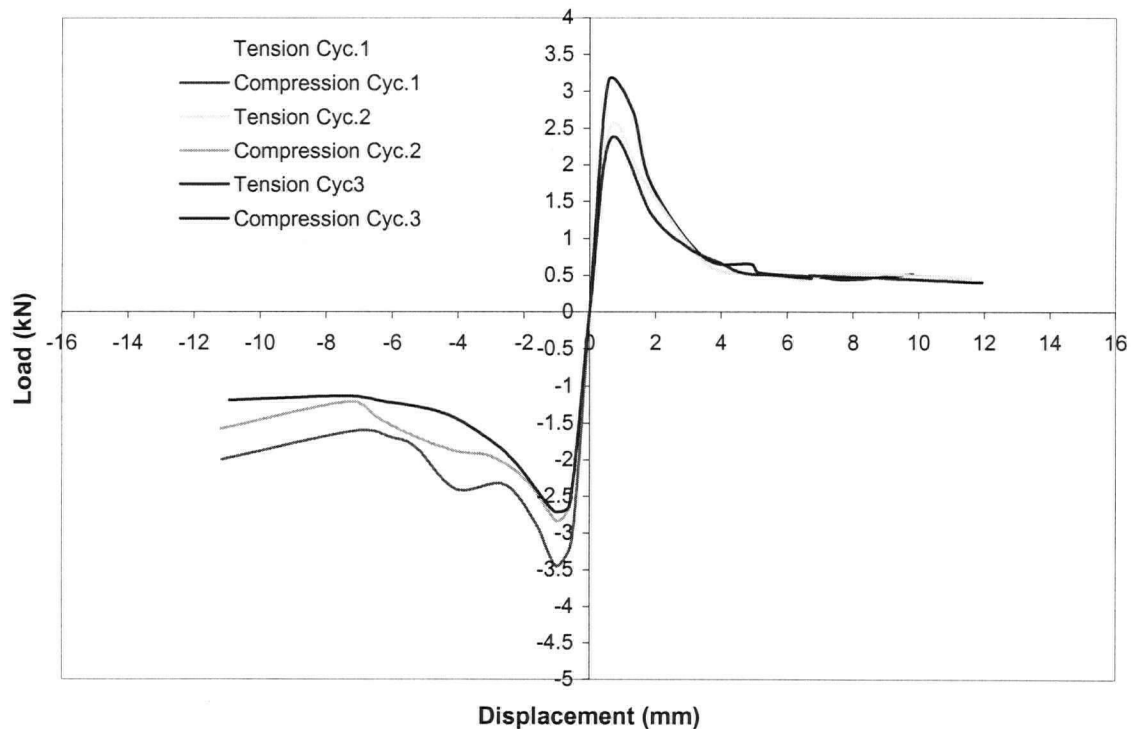 4
3.5
3
2.5
2
1.5
1
0.5
0
-16 -14 -12 -10 -8 -6 -4 -2 0 2 4 6 8 10 12 14 16
-0.5
-1
-1.5
-2
-2.5
-3
-3.5
-4
-4.5
-5
Tension Cyc.1
Compression Cyc.1
Tension Cyc.2
Compression Cyc.2
Tension Cyc3
Compression Cyc.3
Load (kN)
Displacement (mm)